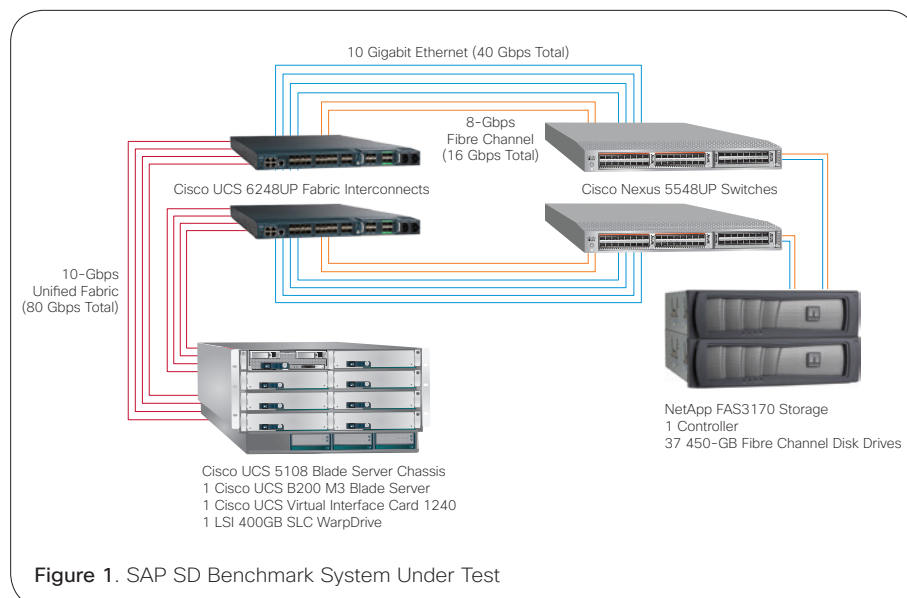 10 Gigabit Ethernet (40 Gbps Total)
8-Gbps
Fibre Channel
(16 Gbps Total)
Cisco UCS 6248UP Fabric Interconnects
Cisco Nexus 5548UP Switches
10-Gbps
Unified Fabric
(80 Gbps Total)
NetApp FAS3170 Storage
1 Controller
37 450-GB Fibre Channel Disk Drives
Cisco UCS 5108 Blade Server Chassis
1 Cisco UCS B200 M3 Blade Server
1 Cisco UCS Virtual Interface Card 1240
1 LSI 400GB SLC WarpDrive
Figure 1. SAP SD Benchmark System Under Test